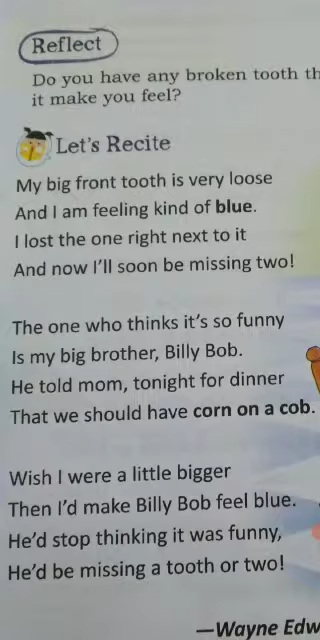 Reflect
Do you have any broken tooth
it make you feel?
Let's Recite
My big front tooth is very loose
And I am feeling kind of blue.
I lost the one right next to it
And now I'll soon be missing two!
The one who thinks it's so funny
Is my big brother, Billy Bob.
He told mom, tonight for dinner
That we should have corn on a cob.
Wish I were a little bigger
Then I'd make Billy Bob feel blue.
He'd stop thinking it was funny,
He'd be missing a tooth or two!
—Wayne